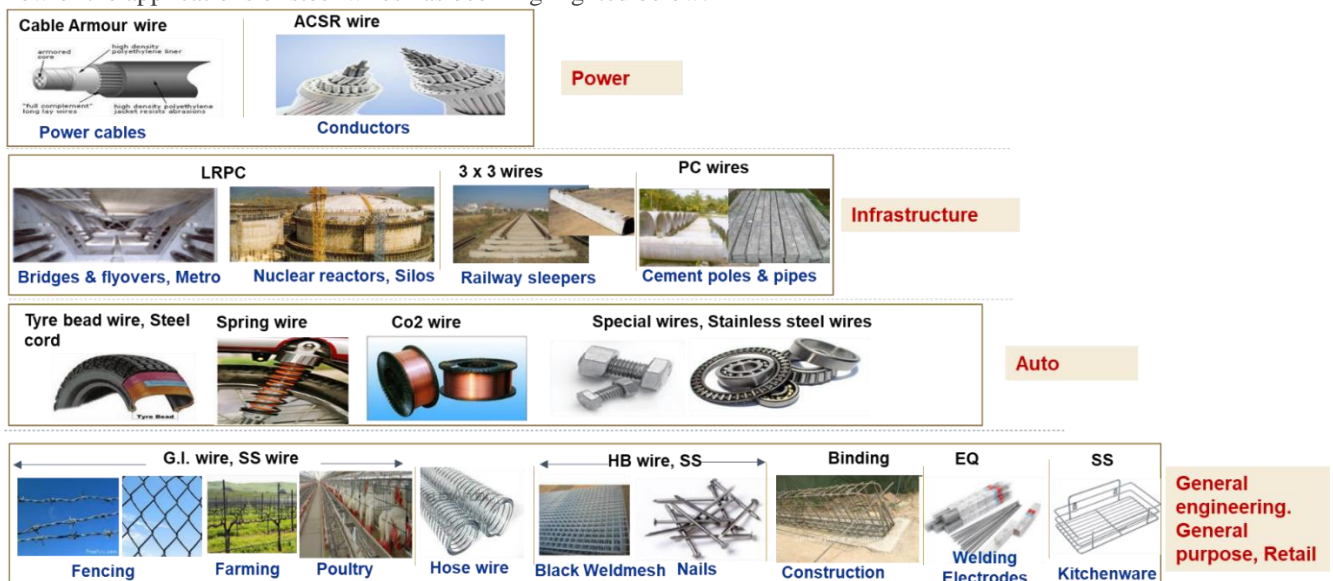 Cable Armour wire
ACSR wire
armored core
high density polyethylene liner
"full complement" long lay wires
high density polyethylene jacket resists abrasions
Power cables
Conductors
Power
LRPC
3 x 3 wires
PC wires
Bridges & flyovers, Metro
Nuclear reactors, Silos
Railway sleepers
Cement poles & pipes
Infrastructure
Tyre bead wire, Steel
cord
Spring wire
Co2 wire
Special wires, Stainless steel wires
Tyre Bead
Auto
G.I. wire, SS wire
HB wire, SS
Binding
EQ
SS
Fencing
Farming
Poultry
Hose wire
Black Weldmesh
Nails
Construction
Welding
Electrodes
Kitchenware
General
engineering.
General
purpose, Retail